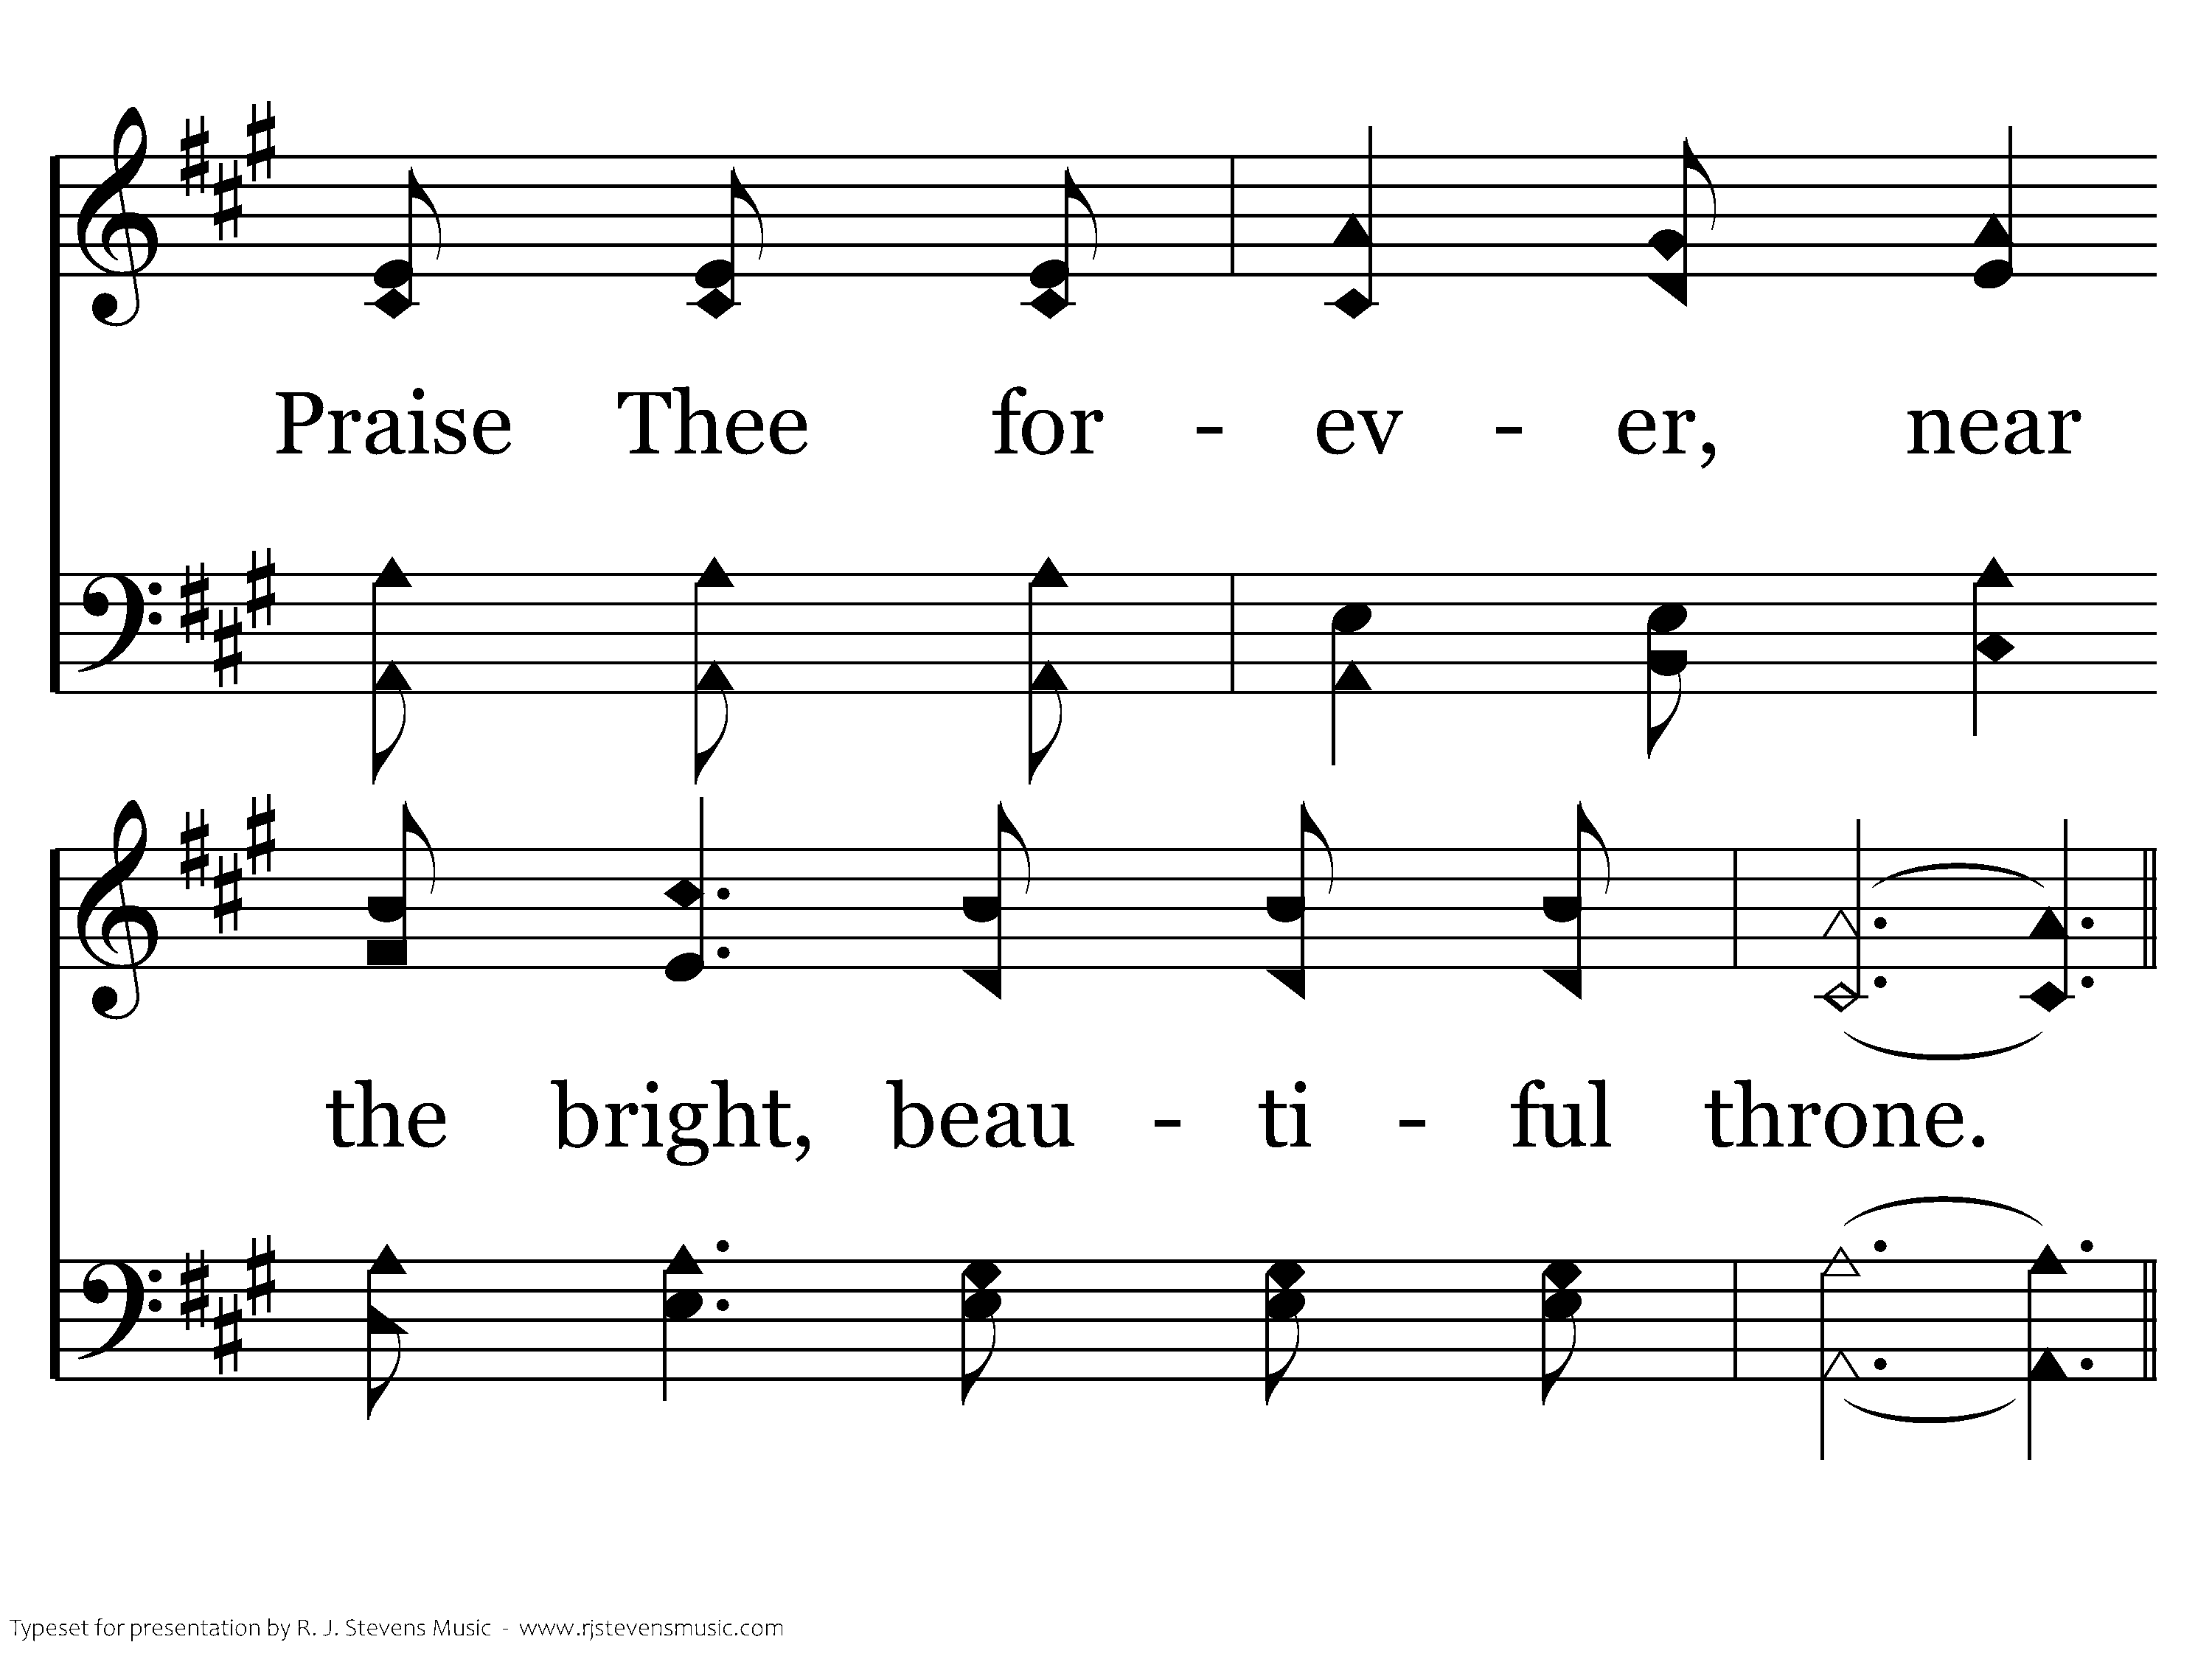 Praise Thee for - ev - er, near
the bright, beau - ti - ful throne.
Typeset for presentation by R. J. Stevens Music - www.rjstevensmusic.com